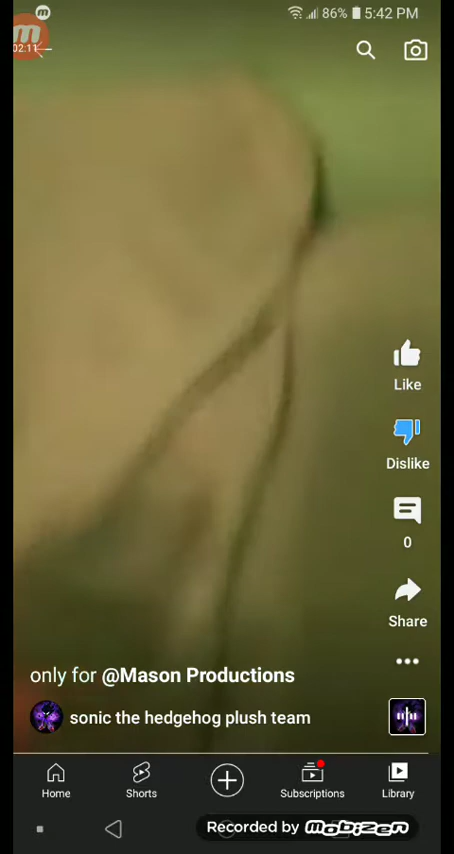 86% 5:42 PM
02:11
Like
Dislike
0
Share
only for @Mason Productions
sonic the hedgehog plush team
Home
Shorts
Subscriptions
Library
Recorded by mobizen